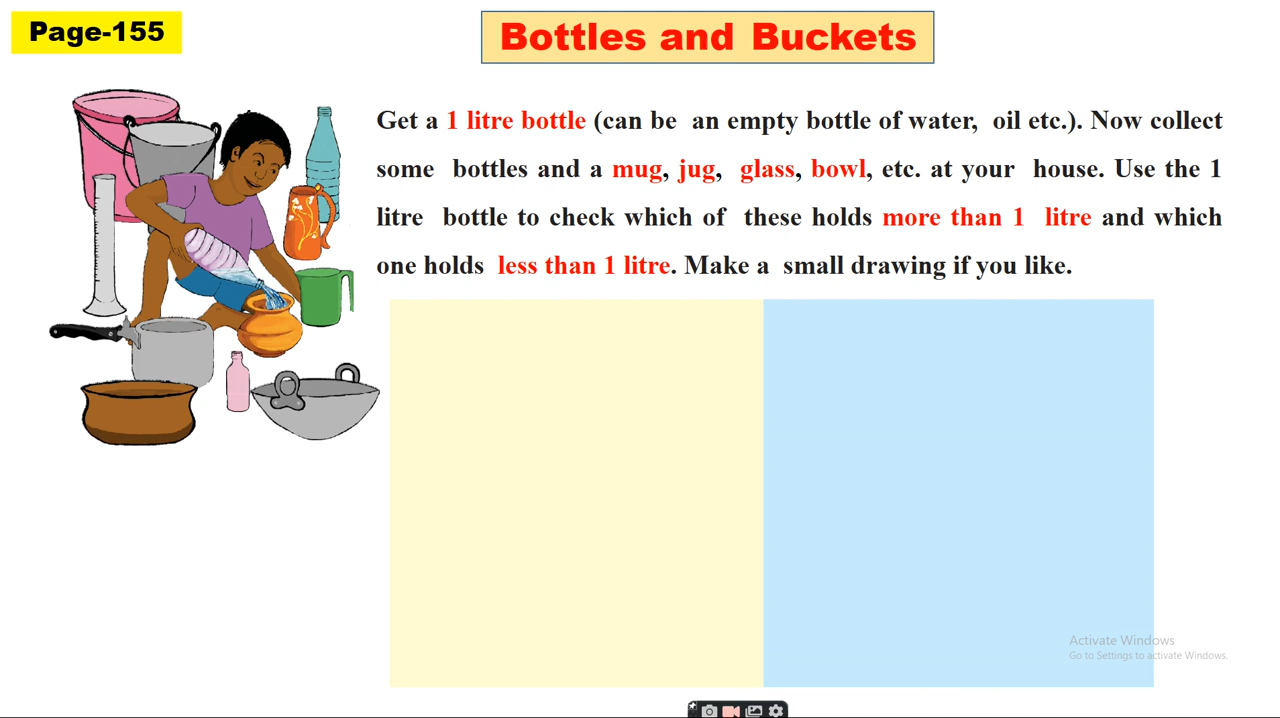 Page-155
Bottles and Buckets
Get a 1 litre bottle (can be an empty bottle of water, oil etc.). Now collect
some bottles and a mug, jug, glass, bowl, etc. at your house. Use the 1
litre bottle to check which of these holds more than 1 litre and which
one holds less than 1 litre. Make a small drawing if you like.
Activate Windows
Go to Settings to activate Windows.